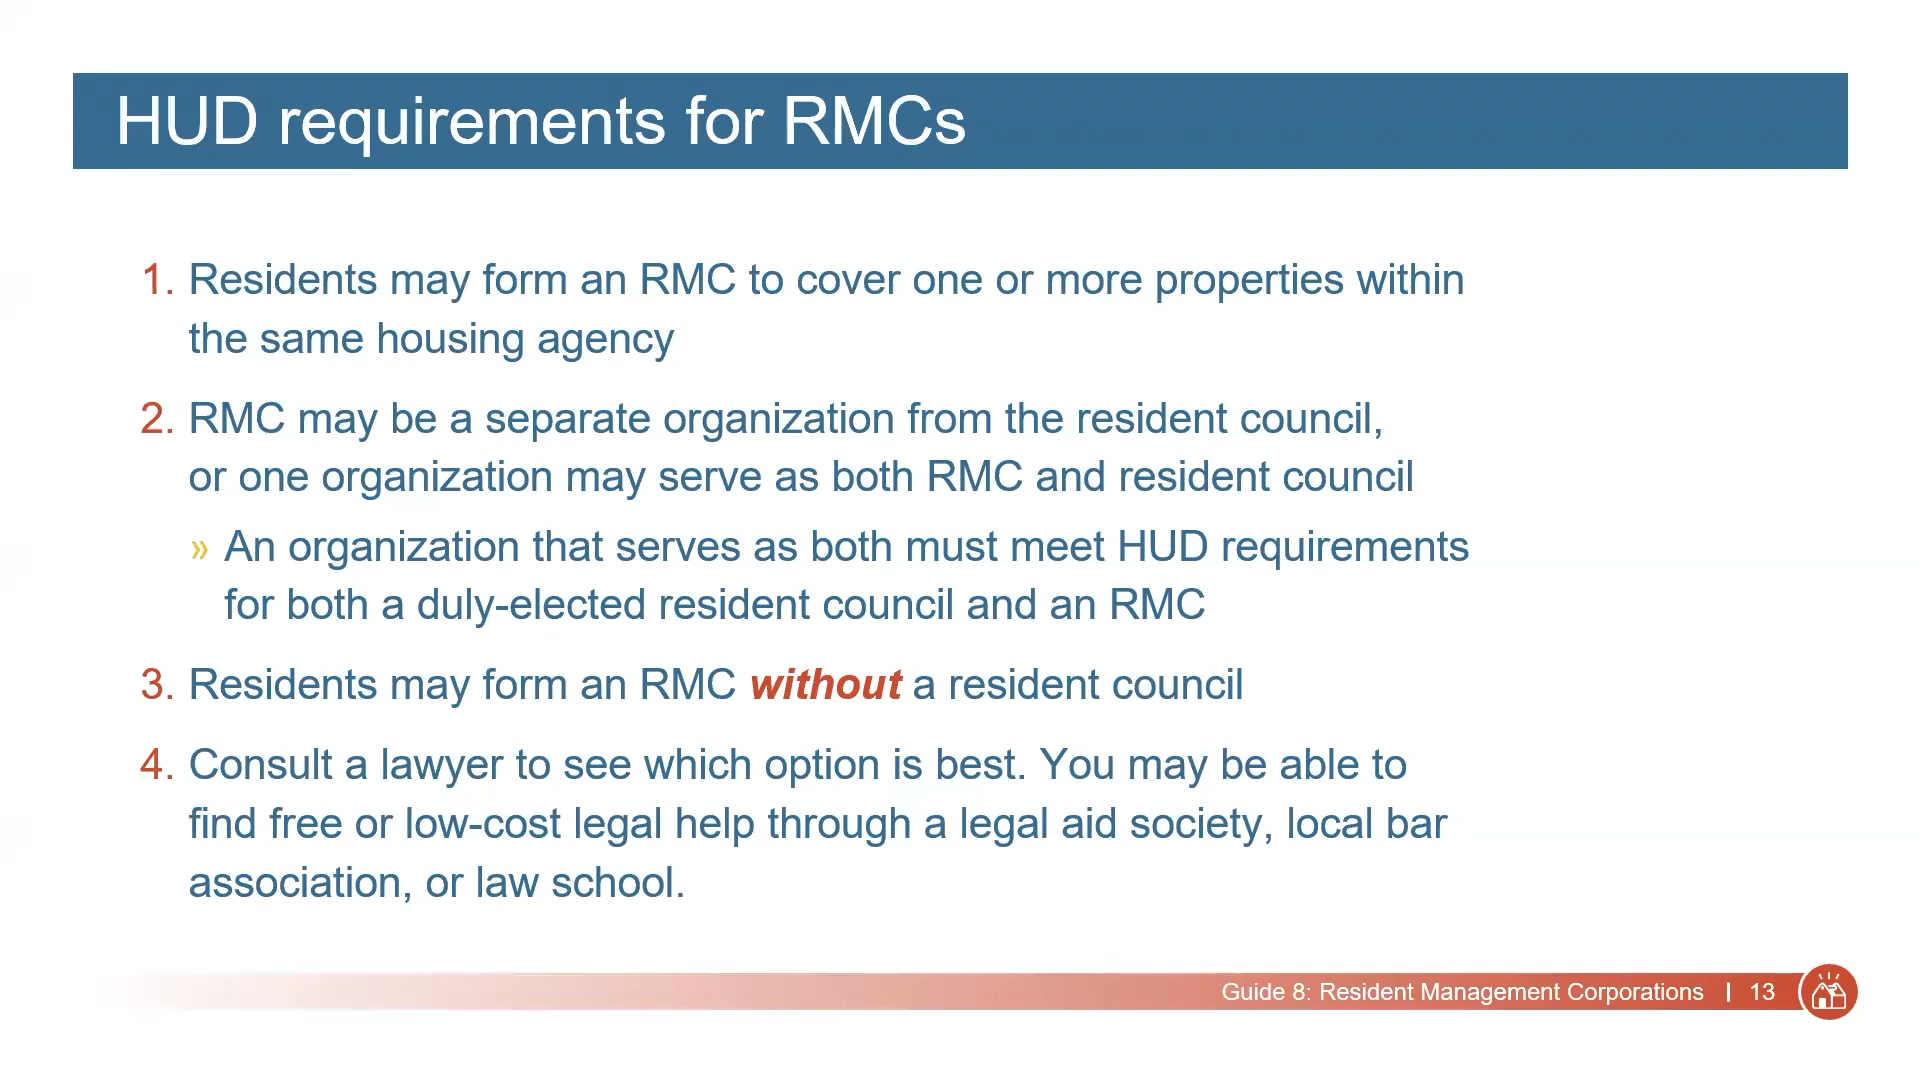 HUD requirements for RMCs
1. Residents may form an RMC to cover one or more properties within
the same housing agency
2. RMC may be a separate organization from the resident council,
or one organization may serve as both RMC and resident council
» An organization that serves as both must meet HUD requirements
for both a duly-elected resident council and an RMC
3. Residents may form an RMC without a resident council
4. Consult a lawyer to see which option is best. You may be able to
find free or low-cost legal help through a legal aid society, local bar
association, or law school.
Guide 8: Resident Management Corporations | 13